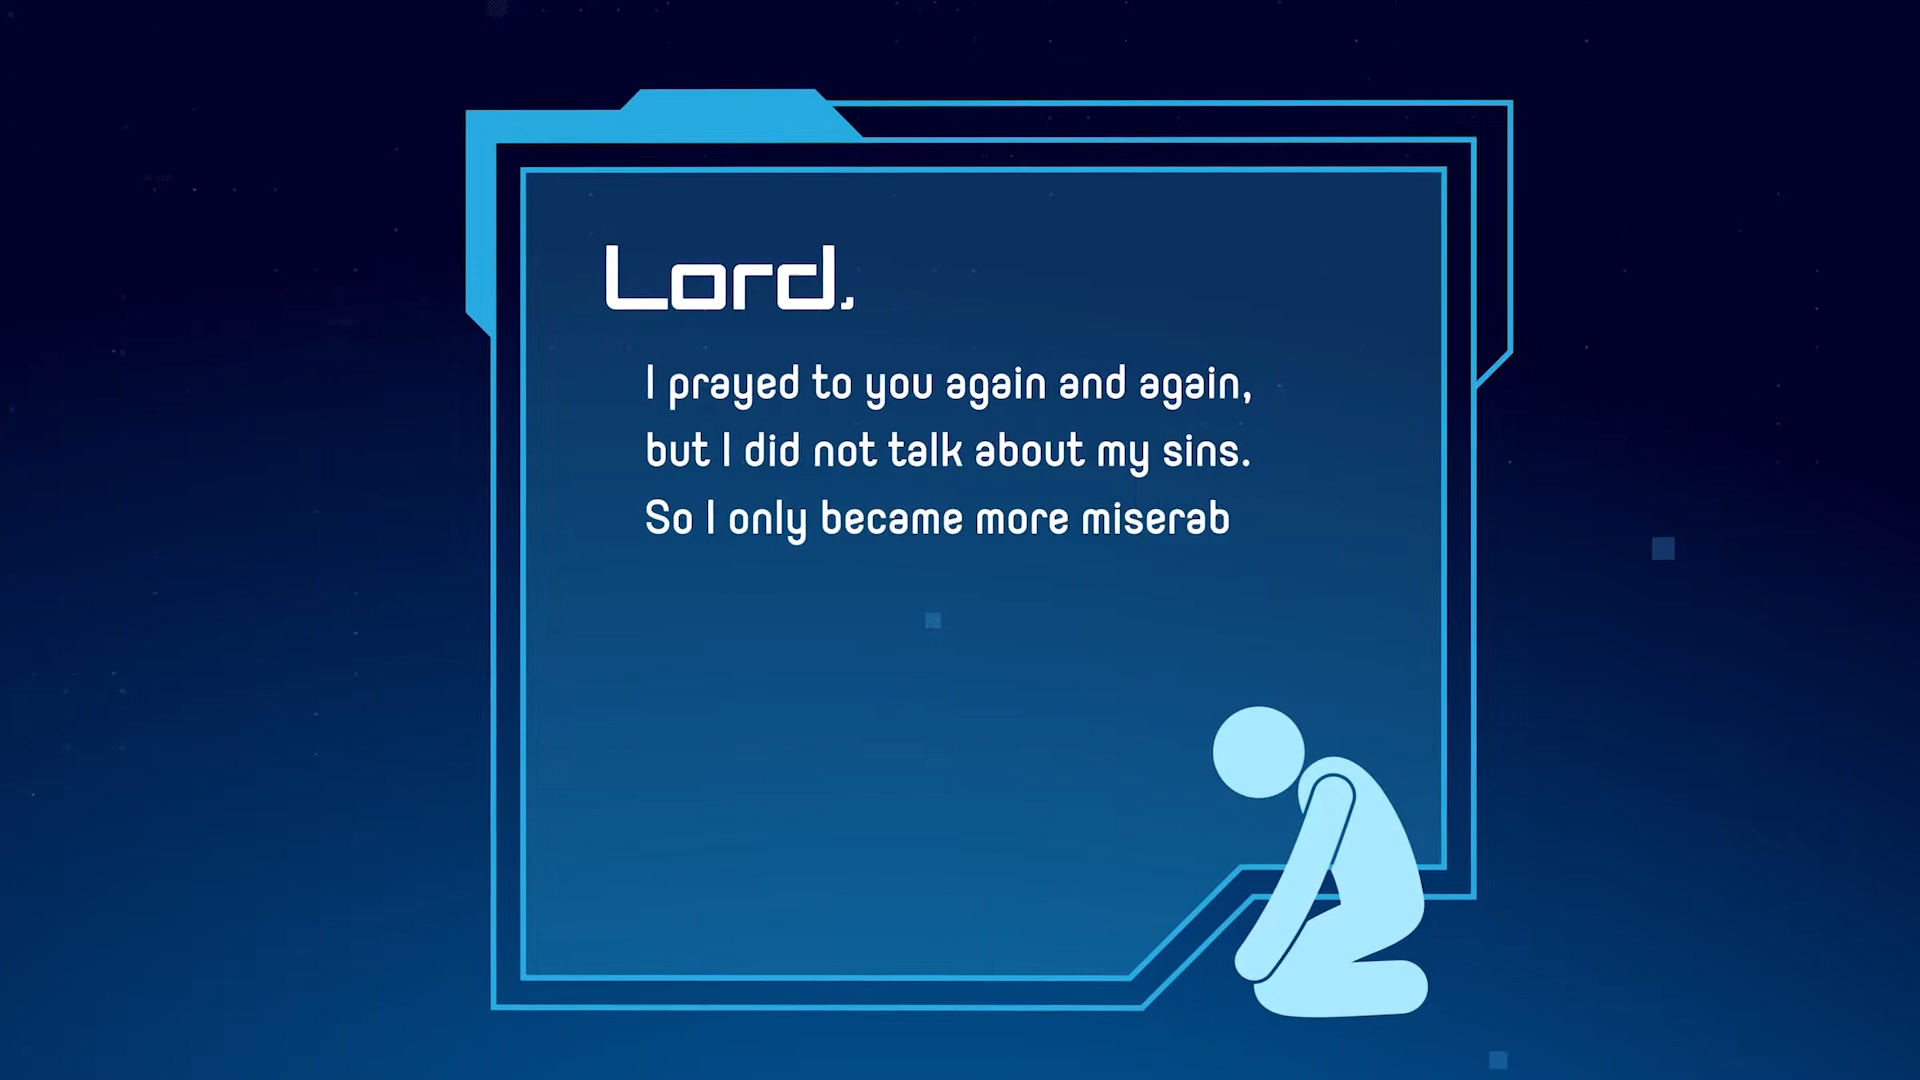 Lord,
I prayed to you again and again,
but I did not talk about my sins.
So I only became more miserab